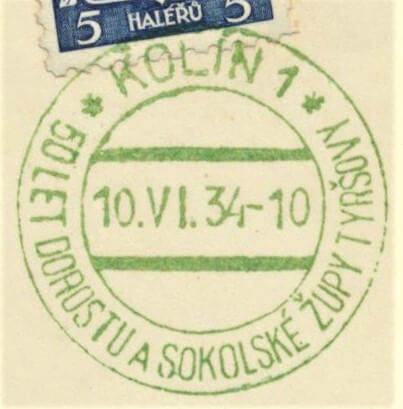 5 HALÉŘŮ 5
* KOLÍN 1 *
10.VI.34-10
50 LET DOROSTU A SOKOLSKÉ ŽUPY TYRŠOVY